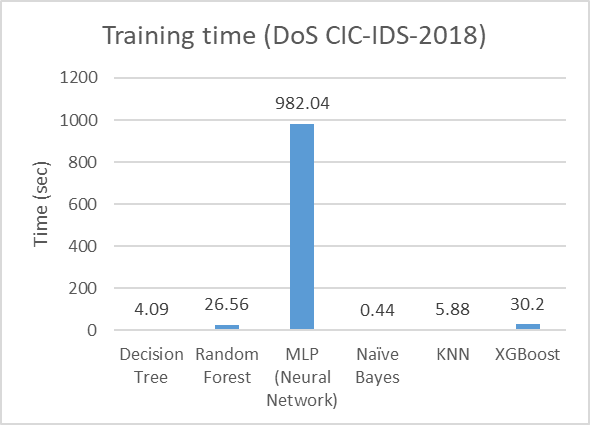 Training time (DoS CIC-IDS-2018)
Time (sec)
1200
1000
800
600
400
200
0
4.09
26.56
982.04
0.44
5.88
30.2
Decision
Tree
Random
Forest
MLP
(Neural
Network)
Naïve
Bayes
KNN
XGBoost